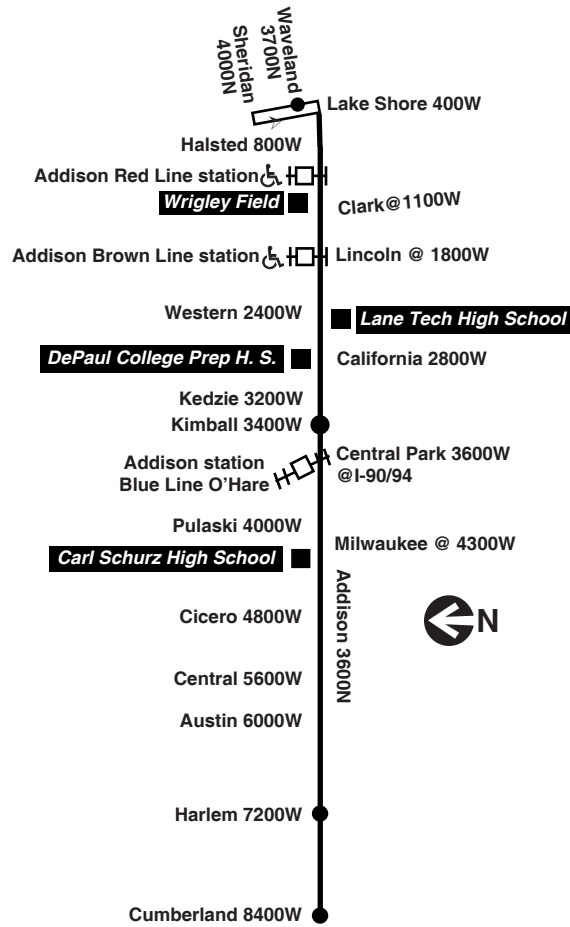 Waveland
3700N
Sheridan
4000N
Lake Shore 400W
Halsted 800W
Addison Red Line station
Wrigley Field
Clark@1100W
Addison Brown Line station
Lincoln @ 1800W
Western 2400W
Lane Tech High School
DePaul College Prep H. S.
California 2800W
Kedzie 3200W
Kimball 3400W
Central Park 3600W
@I-90/94
Addison station
Blue Line O’Hare
Pulaski 4000W
Milwaukee @ 4300W
Carl Schurz High School
Addison 3600N
N
Cicero 4800W
Central 5600W
Austin 6000W
Harlem 7200W
Cumberland 8400W